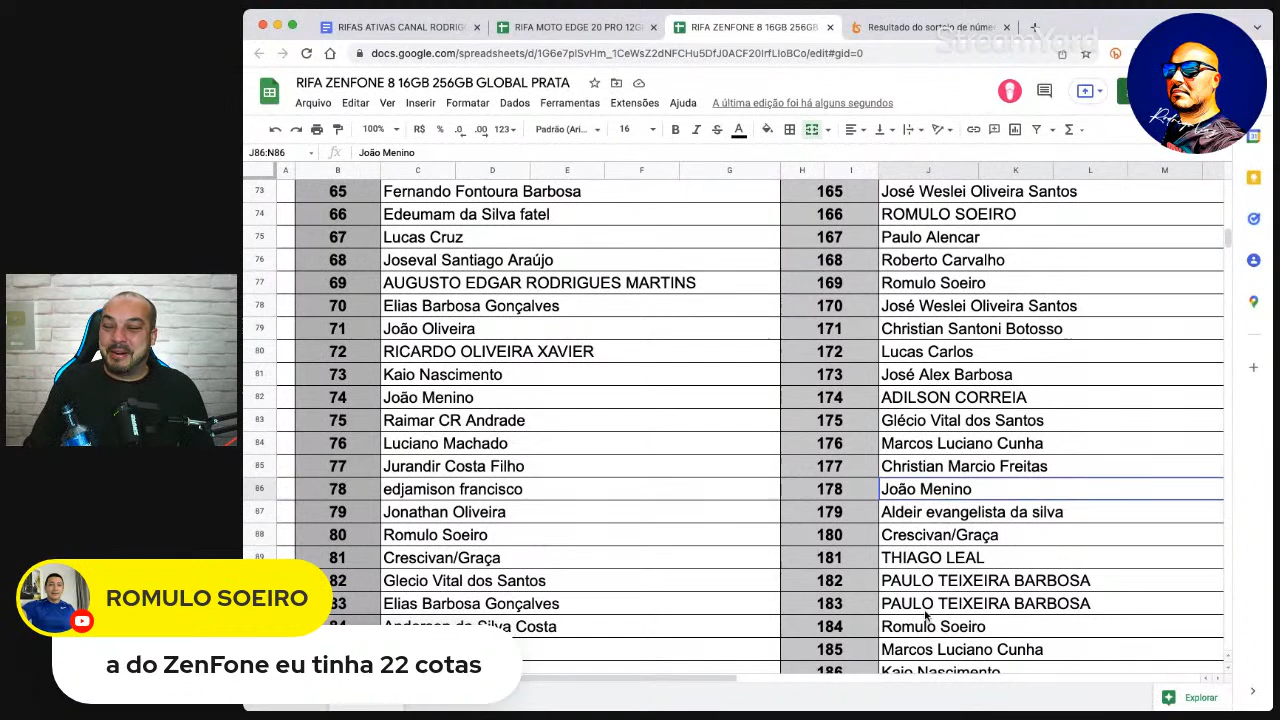 RIFAS ATIVAS CANAL RODRIG
RIFA MOTO EDGE 20 PRO 12G
RIFA ZENFONE 8 16GB 256GB
Resultado do sorteio de núme
StreamYard
RIFA ZENFONE 8 16GB 256GB GLOBAL PRATA
Arquivo Editar Ver Inserir Formatar Dados Ferramentas Extensões Ajuda A última edição foi há alguns segundos
100% R$ % .0 .00 123 Padrão (Ari... 16 B I S A
J86:N86 fx João Menino
A B C D E F G H I J K L M
73 65 Fernando Fontoura Barbosa 165 José Weslei Oliveira Santos
74 66 Edeumam da Silva fatel 166 ROMULO SOEIRO
75 67 Lucas Cruz 167 Paulo Alencar
76 68 Joseval Santiago Araújo 168 Roberto Carvalho
77 69 AUGUSTO EDGAR RODRIGUES MARTINS 169 Romulo Soeiro
78 70 Elias Barbosa Gonçalves 170 José Weslei Oliveira Santos
79 71 João Oliveira 171 Christian Santoni Botosso
80 72 RICARDO OLIVEIRA XAVIER 172 Lucas Carlos
81 73 Kaio Nascimento 173 José Alex Barbosa
82 74 João Menino 174 ADILSON CORREIA
83 75 Raimar CR Andrade 175 Glécio Vital dos Santos
84 76 Luciano Machado 176 Marcos Luciano Cunha
85 77 Jurandir Costa Filho 177 Christian Marcio Freitas
86 78 edjamison francisco 178 João Menino
87 79 Jonathan Oliveira 179 Aldeir evangelista da silva
88 80 Romulo Soeiro 180 Crescivan/Graça
89 81 Crescivan/Graça 181 THIAGO LEAL
82 Glecio Vital dos Santos 182 PAULO TEIXEIRA BARBOSA
83 Elias Barbosa Gonçalves 183 PAULO TEIXEIRA BARBOSA
84 Anderson da Silva Costa 184 Romulo Soeiro
185 Marcos Luciano Cunha
186 Kaio Nascimento
ROMULO SOEIRO
a do ZenFone eu tinha 22 cotas
Explorar